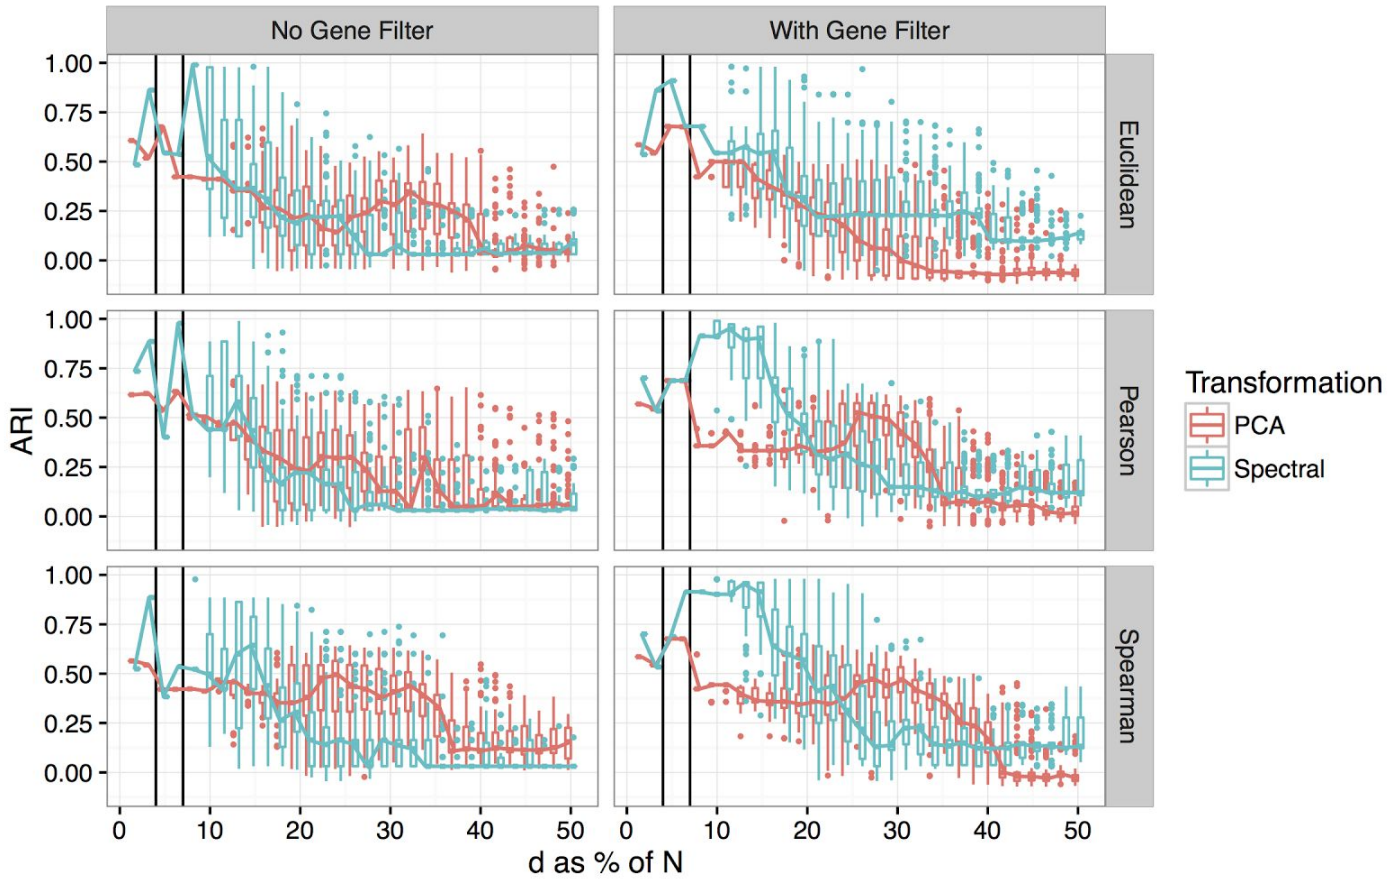 No Gene Filter
With Gene Filter
1.00
0.75
0.50
0.25
0.00
Euclidean
1.00
0.75
0.50
0.25
0.00
Pearson
1.00
0.75
0.50
0.25
0.00
Spearman
ARI
0 10 20 30 40 50
0 10 20 30 40 50
d as % of N
Transformation
PCA
Spectral